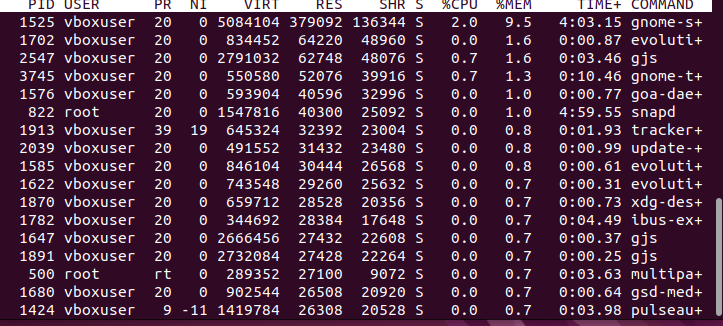 PID USER PR NI VIRT RES SHR S %CPU %MEM TIME+ COMMAND
1525 vboxuser 20 0 5084104 379092 136344 S 2.0 9.5 4:03.15 gnome-s+
1702 vboxuser 20 0 834452 64220 48960 S 0.0 1.6 0:00.87 evoluti+
2547 vboxuser 20 0 2791032 62748 48076 S 0.7 1.6 0:03.46 gjs
3745 vboxuser 20 0 550580 52076 39916 S 0.7 1.3 0:10.46 gnome-t+
1576 vboxuser 20 0 593904 40596 32996 S 0.0 1.0 0:00.77 goa-dae+
822 root 20 0 1547816 40300 25092 S 0.0 1.0 4:59.55 snapd
1913 vboxuser 39 19 645324 32392 23004 S 0.0 0.8 0:01.93 tracker+
2039 vboxuser 20 0 491552 31432 23480 S 0.0 0.8 0:00.99 update-+
1585 vboxuser 20 0 846104 30444 26568 S 0.0 0.8 0:00.61 evoluti+
1622 vboxuser 20 0 743548 29260 25632 S 0.0 0.7 0:00.31 evoluti+
1870 vboxuser 20 0 659712 28528 20356 S 0.0 0.7 0:00.73 xdg-des+
1782 vboxuser 20 0 344692 28384 17648 S 0.0 0.7 0:04.49 ibus-ex+
1647 vboxuser 20 0 2666456 27432 22608 S 0.0 0.7 0:00.37 gjs
1891 vboxuser 20 0 2732084 27428 22264 S 0.0 0.7 0:00.25 gjs
500 root rt 0 289352 27100 9072 S 0.0 0.7 0:03.63 multipa+
1680 vboxuser 20 0 902544 26508 20920 S 0.0 0.7 0:00.64 gsd-med+
1424 vboxuser 9 -11 1419784 26308 20528 S 0.0 0.7 0:03.98 pulseau+